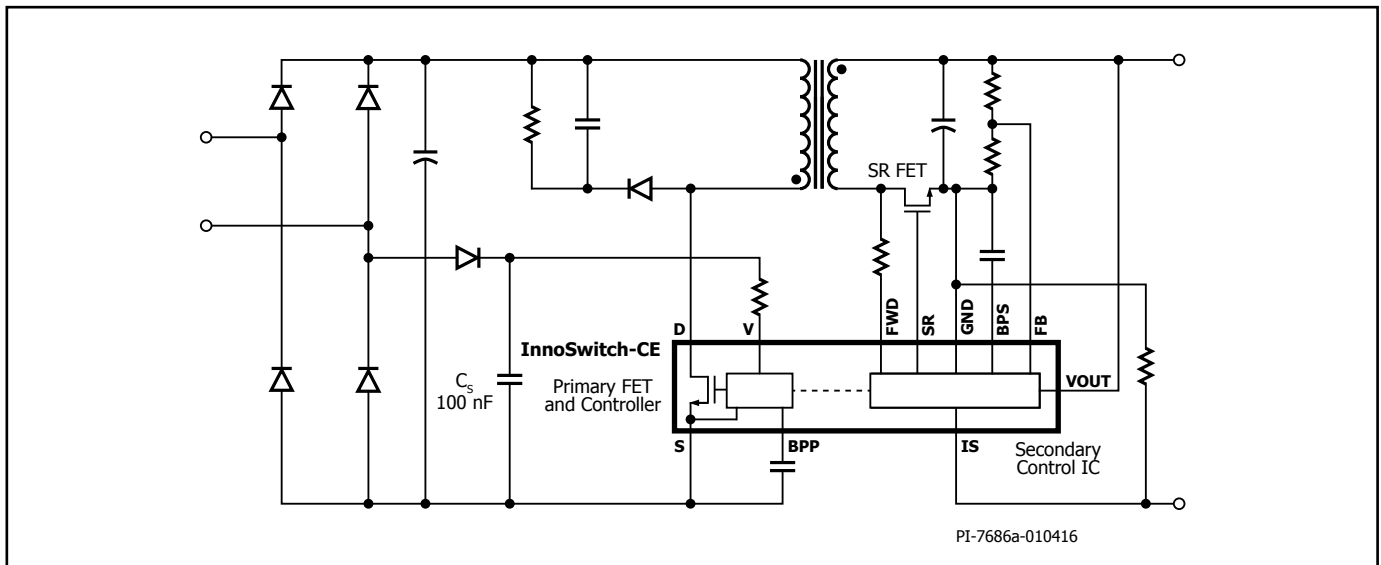 SR FET
FWD
SR
GND
BPS
FB
D
V
InnoSwitch-CE
VOUT
C_S
100 nF
Primary FET
and Controller
S
BPP
IS
Secondary
Control IC
PI-7686a-010416